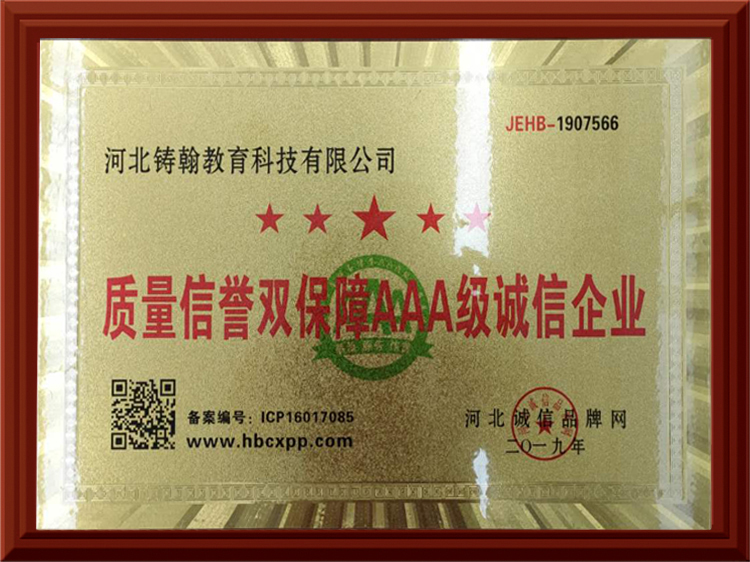 JEHB-1907566
河北铸翰教育科技有限公司
质量信誉双保障AAA级诚信企业
备案编号：ICP16017085
www.hbcxpp.com
河北诚信品牌网
二〇一九年